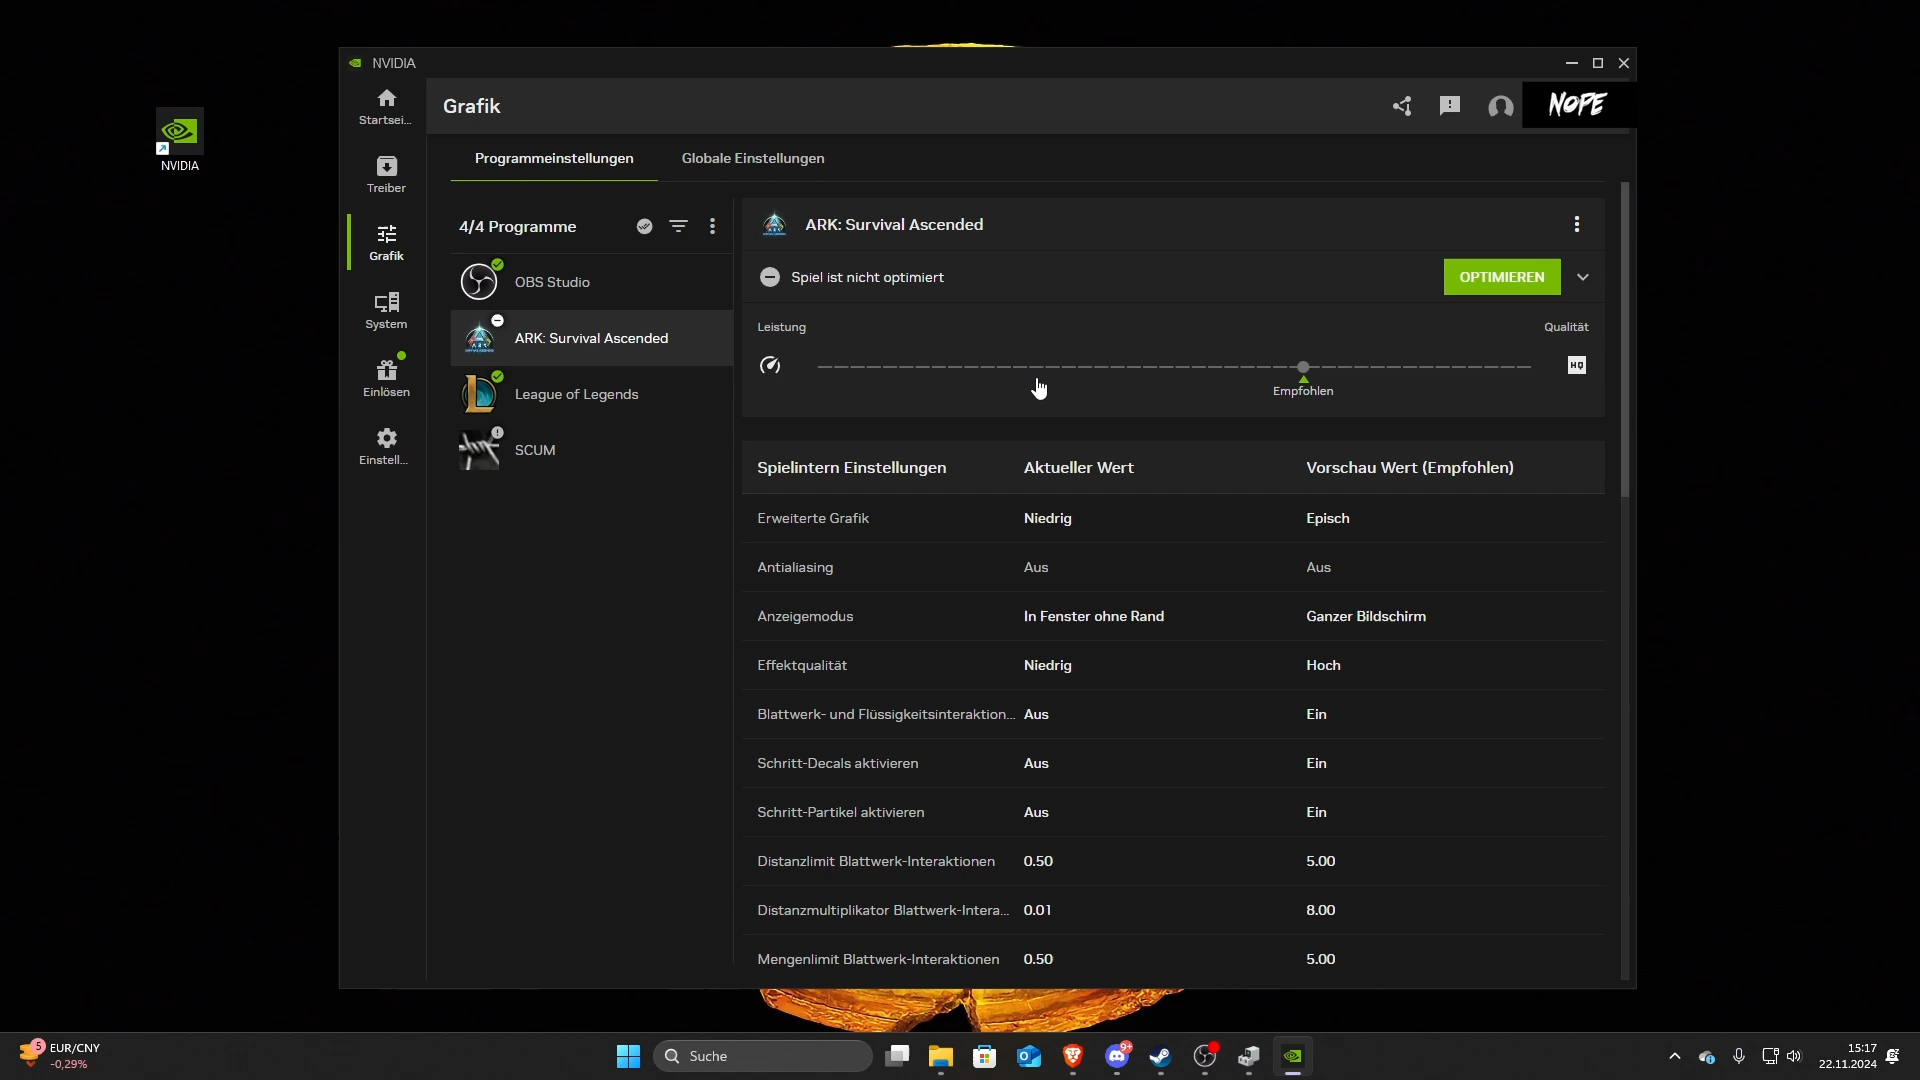 NVIDIA
NVIDIA
Startsei...
Treiber
Grafik
System
Einlösen
Einstell...
Grafik
NOPE
Programmeinstellungen
Globale Einstellungen
4/4 Programme
OBS Studio
ARK: Survival Ascended
League of Legends
SCUM
ARK: Survival Ascended
Spiel ist nicht optimiert
OPTIMIEREN
Leistung
Qualität
HQ
Empfohlen
Spielintern Einstellungen Aktueller Wert Vorschau Wert (Empfohlen)
Erweiterte Grafik Niedrig Episch
Antialiasing Aus Aus
Anzeigemodus In Fenster ohne Rand Ganzer Bildschirm
Effektqualität Niedrig Hoch
Blattwerk- und Flüssigkeitsinteraktion... Aus Ein
Schritt-Decals aktivieren Aus Ein
Schritt-Partikel aktivieren Aus Ein
Distanzlimit Blattwerk-Interaktionen 0.50 5.00
Distanzmultiplikator Blattwerk-Intera... 0.01 8.00
Mengenlimit Blattwerk-Interaktionen 0.50 5.00
5
EUR/CNY
-0,29%
Suche
9+
15:17
22.11.2024